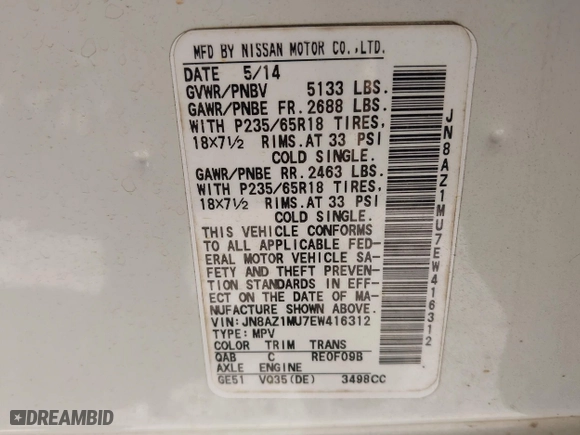 MFD BY NISSAN MOTOR CO.,LTD.
DATE 5/14
GVWR/PNBV 5133 LBS.
GAWR/PNBE FR. 2688 LBS.
WITH P235/65R18 TIRES,
18X7½ RIMS.AT 33 PSI
COLD SINGLE.
GAWR/PNBE RR. 2463 LBS.
WITH P235/65R18 TIRES,
18X7½ RIMS.AT 33 PSI
COLD SINGLE.
THIS VEHICLE CONFORMS
TO ALL APPLICABLE FED-
ERAL MOTOR VEHICLE SA-
FETY AND THEFT PREVEN-
TION STANDARDS IN EFF-
ECT ON THE DATE OF MA-
NUFACTURE SHOWN ABOVE.
VIN:JN8AZ1MU7EW416312
TYPE:MPV
COLOR TRIM TRANS
QAB C RE0F09B
AXLE ENGINE
GE51 VQ35(DE) 3498CC
JN8AZ1MU7EW416312
DREAMBID